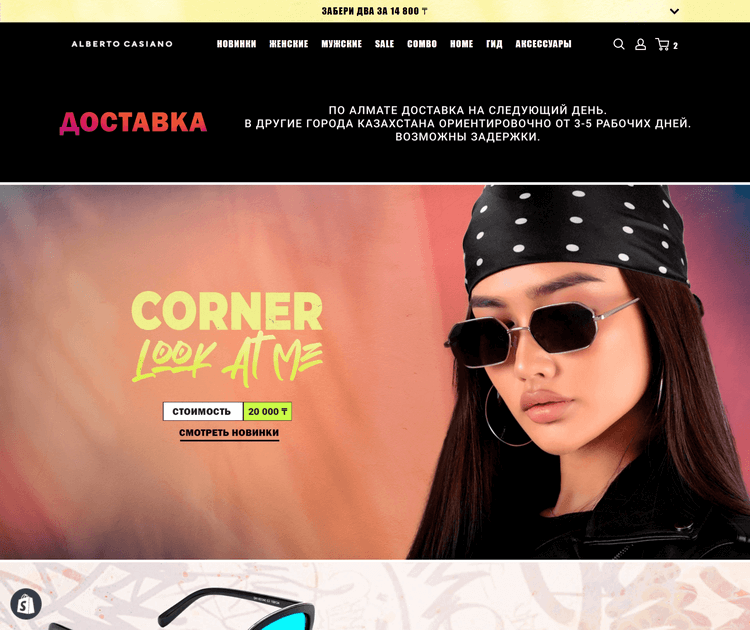 ЗАБЕРИ ДВА ЗА 14 800 ₸
ALBERTO CASIANO
НОВИНКИ ЖЕНСКИЕ МУЖСКИЕ SALE COMBO HOME ГИД АКСЕССУАРЫ
2
ДОСТАВКА
ПО АЛМАТЕ ДОСТАВКА НА СЛЕДУЮЩИЙ ДЕНЬ.
В ДРУГИЕ ГОРОДА КАЗАХСТАНА ОРИЕНТИРОВОЧНО ОТ 3-5 РАБОЧИХ ДНЕЙ.
ВОЗМОЖНЫ ЗАДЕРЖКИ.
CORNER
LOOK AT ME
СТОИМОСТЬ 20 000 ₸
СМОТРЕТЬ НОВИНКИ